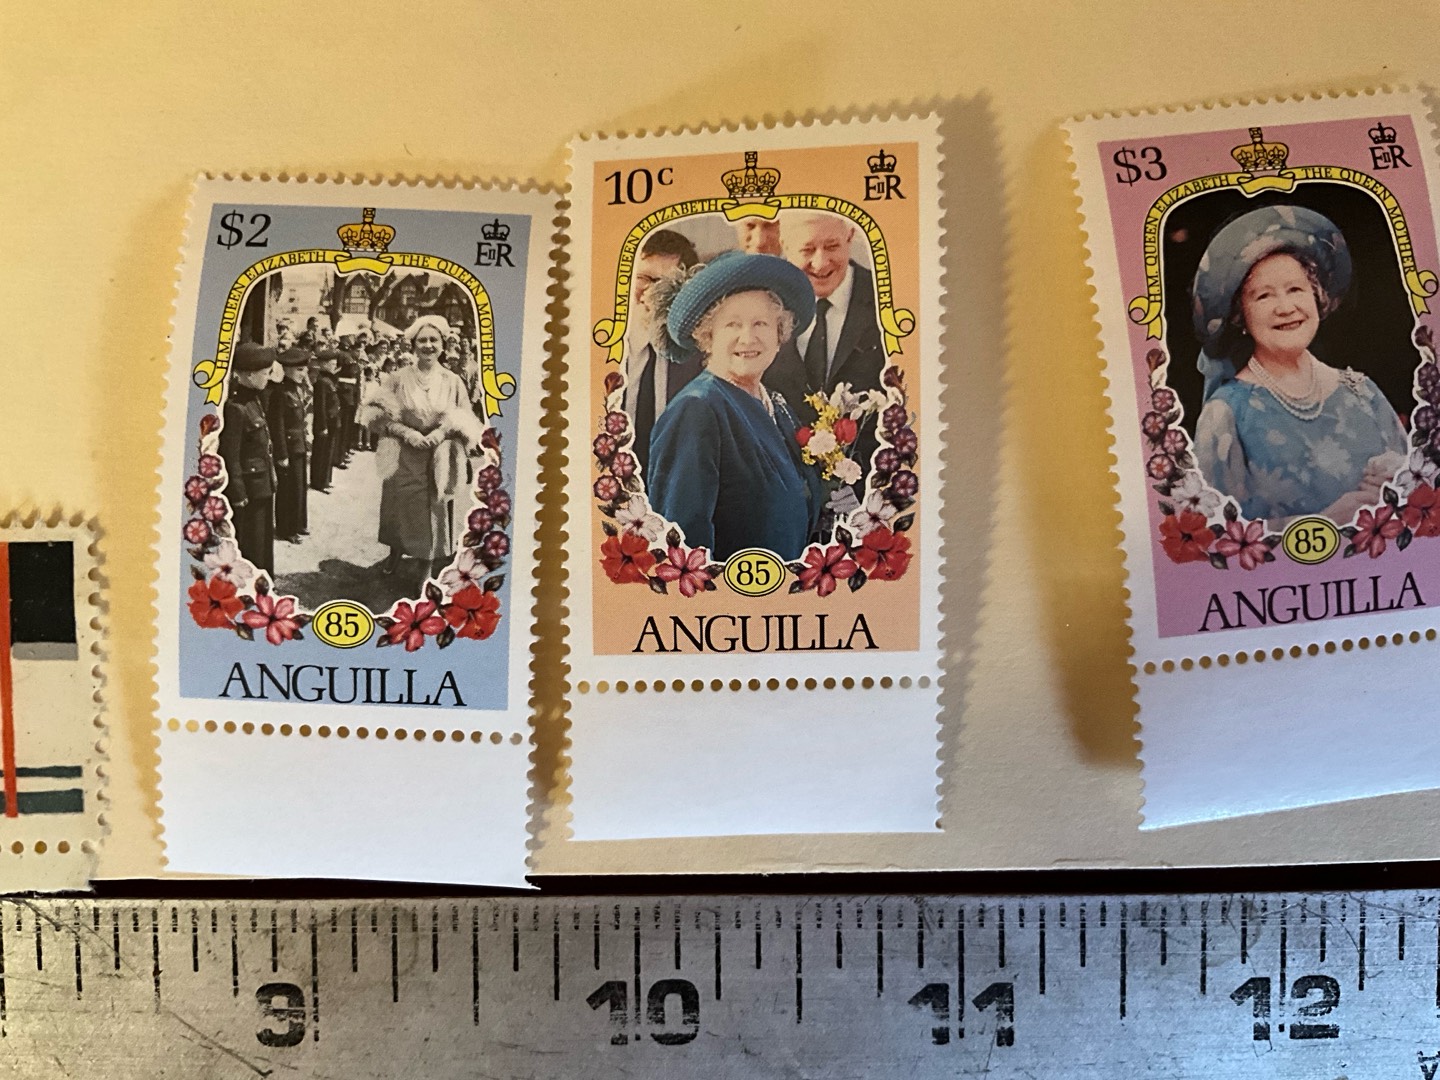 $2
EIIR
H.M. QUEEN ELIZABETH THE QUEEN MOTHER
85
ANGUILLA
10c
EIIR
H.M. QUEEN ELIZABETH THE QUEEN MOTHER
85
ANGUILLA
$3
EIIR
H.M. QUEEN ELIZABETH THE QUEEN MOTHER
85
ANGUILLA
9 10 11 12